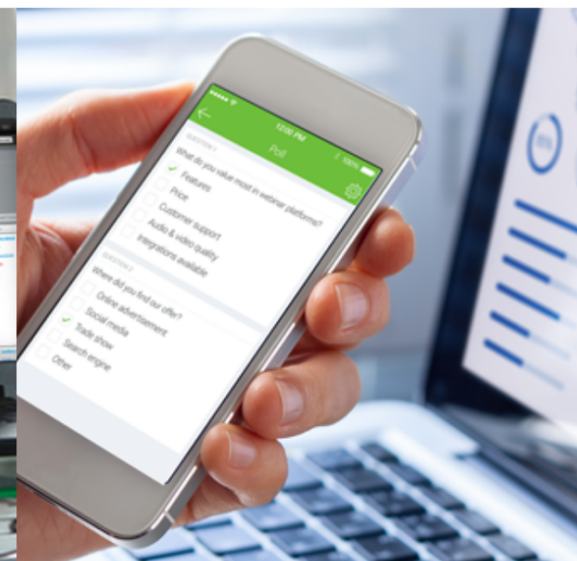 12:00 PM
100%
Poll
QUESTION 1
What do you value most in webinar platforms?
Features
Price
Customer support
Audio & video quality
Integrations available
QUESTION 2
Where did you find our offer?
Online advertisement
Social media
Trade show
Search engine
Other